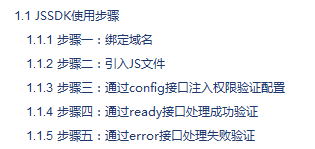 1.1 JSSDK使用步骤
1.1.1 步骤一：绑定域名
1.1.2 步骤二：引入JS文件
1.1.3 步骤三：通过config接口注入权限验证配置
1.1.4 步骤四：通过ready接口处理成功验证
1.1.5 步骤五：通过error接口处理失败验证